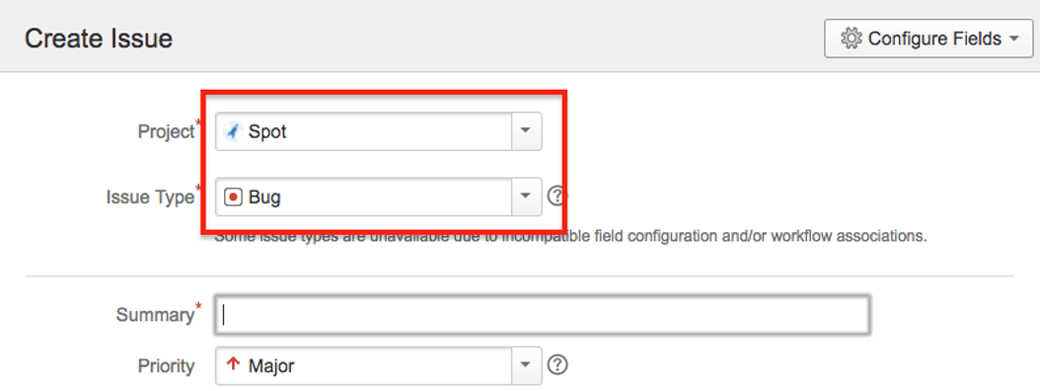 Create Issue
Configure Fields
Project*
Spot
Issue Type*
Bug
Some issue types are unavailable due to incompatible field configuration and/or workflow associations.
Summary*
Priority
Major